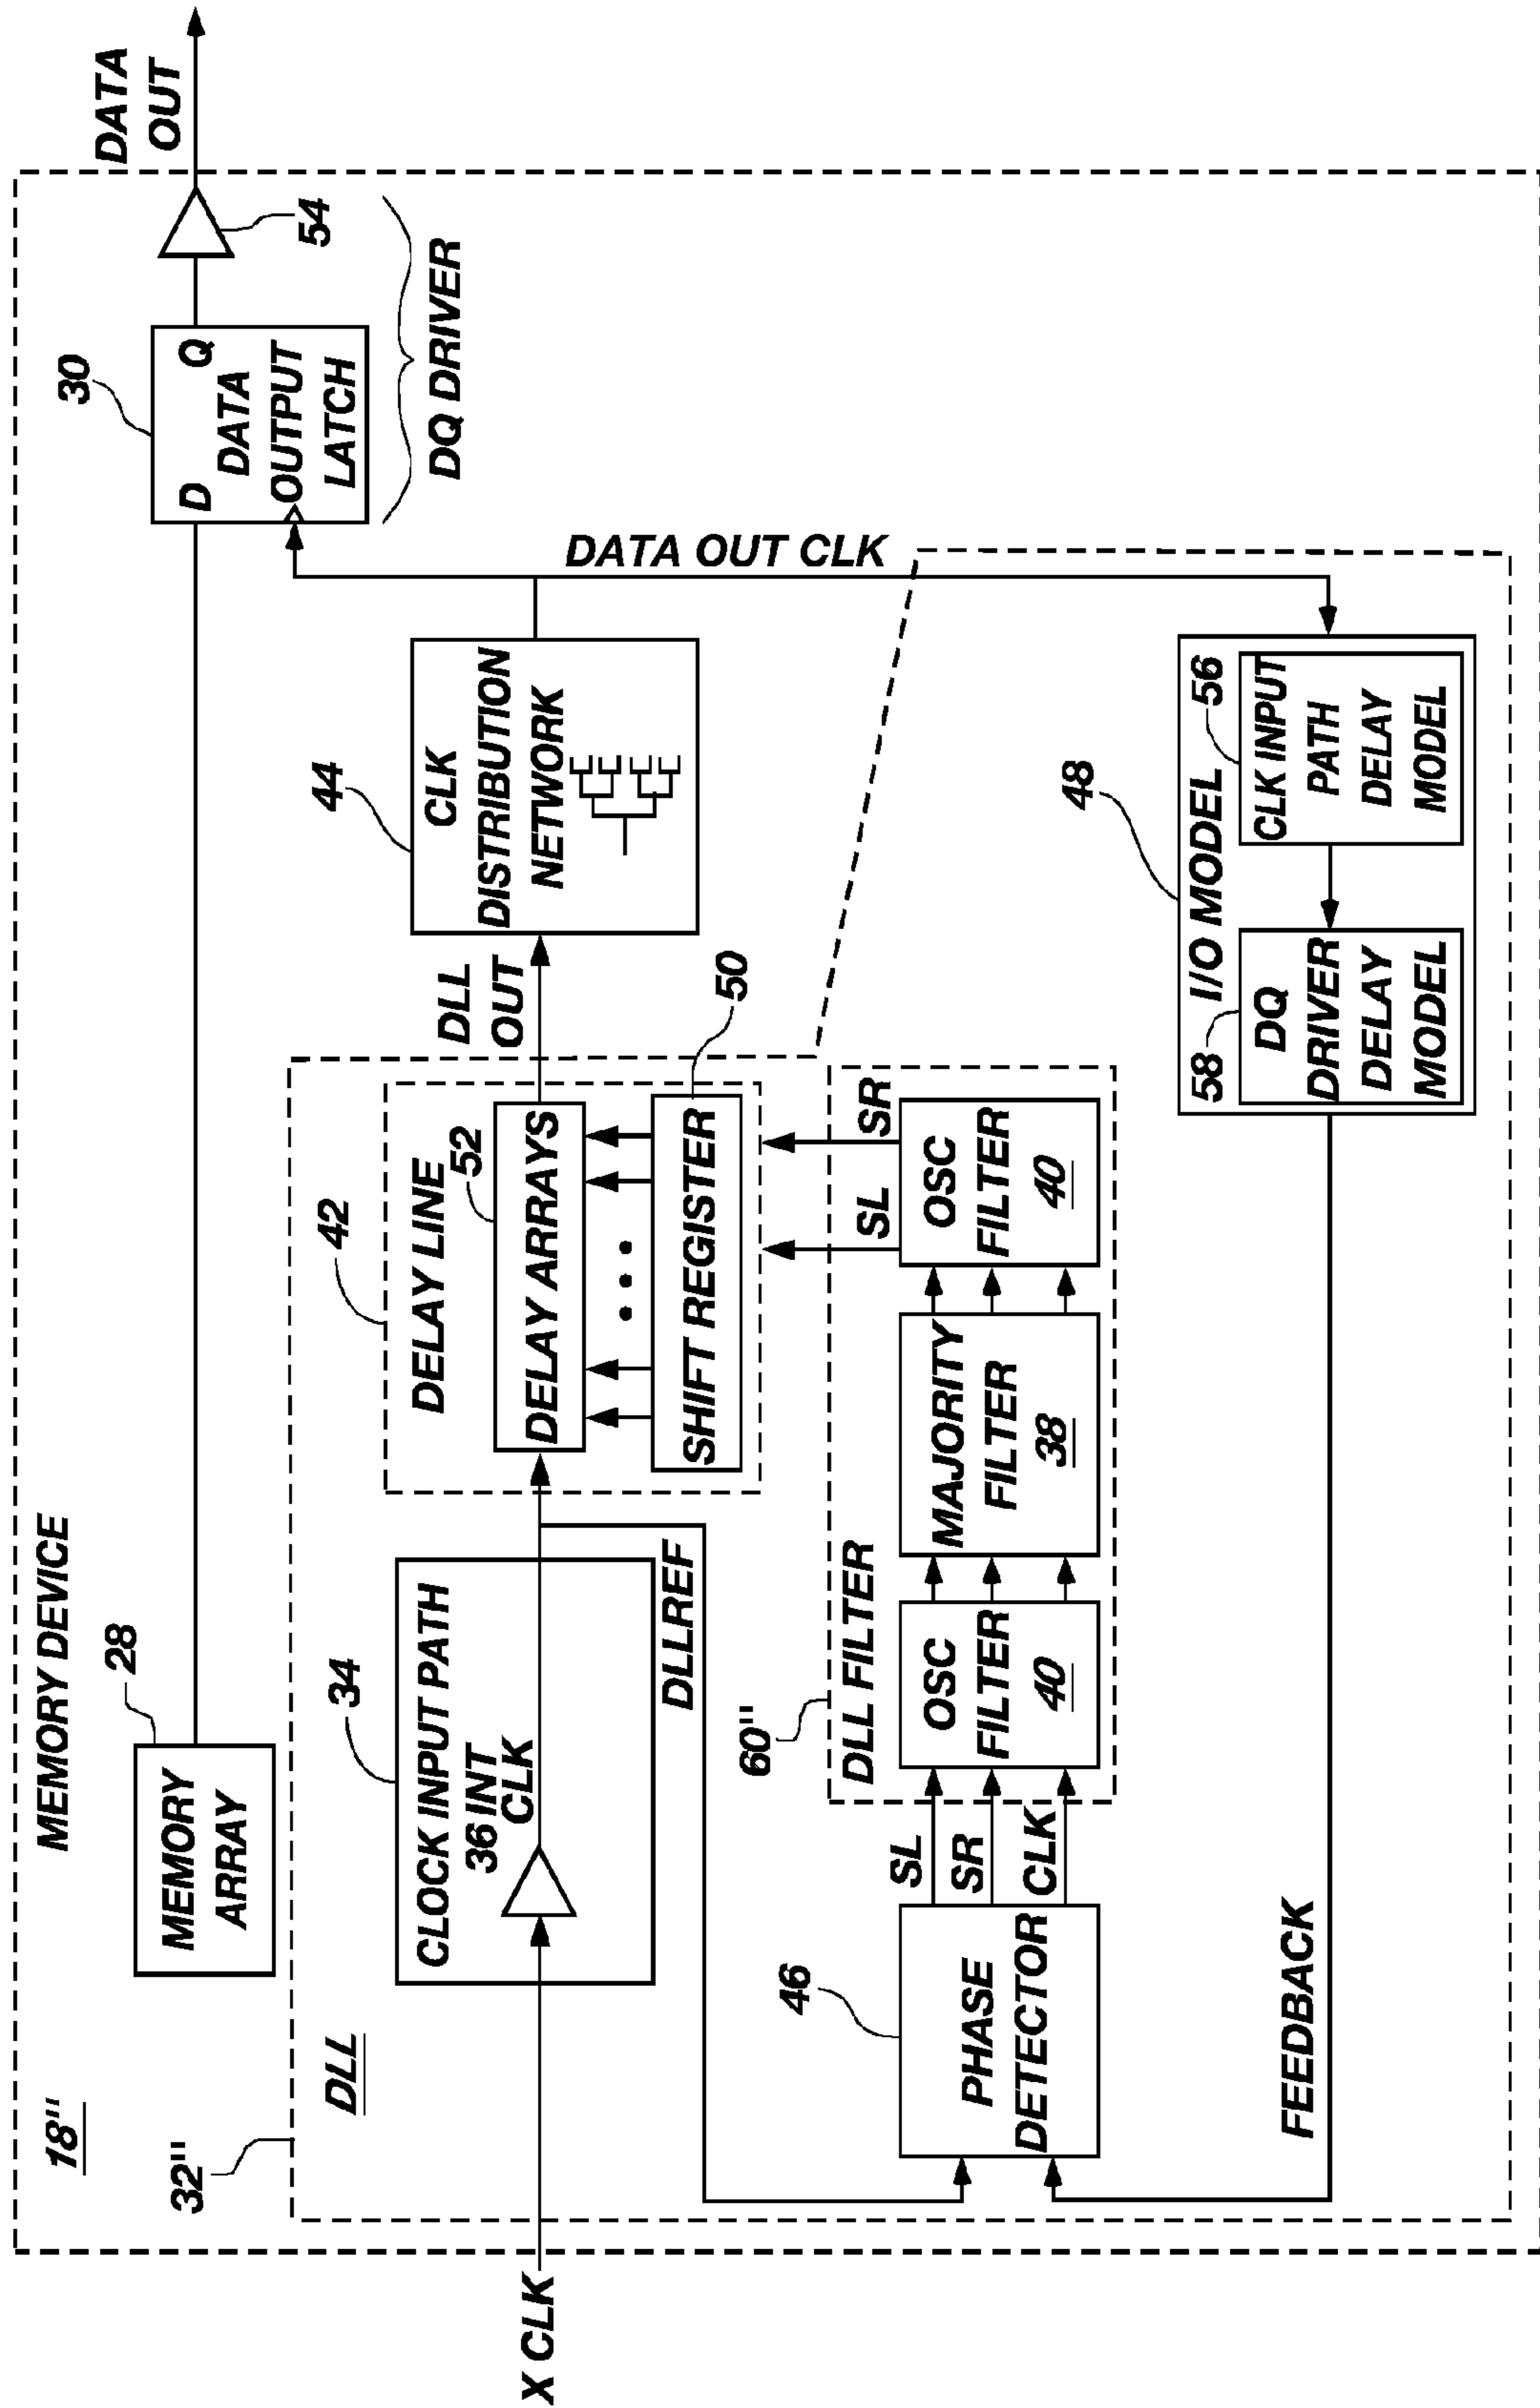 18''
MEMORY DEVICE
28
MEMORY
ARRAY
30
D Q
DATA
OUTPUT
LATCH
54
DATA
OUT
DQ DRIVER
32''
DLL
X CLK
34
CLOCK INPUT PATH
36 INT
CLK
DLLREF
42
DELAY LINE
52
DELAY ARRAYS
SHIFT REGISTER
50
DLL
OUT
44
CLK
DISTRIBUTION
NETWORK
DATA OUT CLK
60''
DLL FILTER
46
PHASE
DETECTOR
SL
SR
CLK
OSC
FILTER
40
MAJORITY
FILTER
38
OSC
FILTER
40
SL
SR
48
I/O MODEL
58
DQ
DRIVER
DELAY
MODEL
56
CLK INPUT
PATH
DELAY
MODEL
FEEDBACK